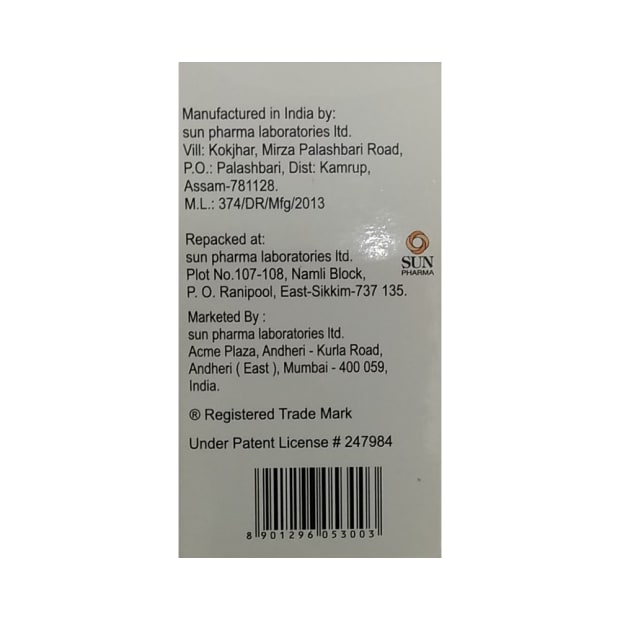 Manufactured in India by:
sun pharma laboratories ltd.
Vill: Kokjhar, Mirza Palashbari Road,
P.O.: Palashbari, Dist: Kamrup,
Assam-781128.
M.L.: 374/DR/Mfg/2013
Repacked at:
sun pharma laboratories ltd.
Plot No.107-108, Namli Block,
P. O. Ranipool, East-Sikkim-737 135.
SUN
PHARMA
Marketed By :
sun pharma laboratories ltd.
Acme Plaza, Andheri - Kurla Road,
Andheri ( East ), Mumbai - 400 059,
India.
® Registered Trade Mark
Under Patent License # 247984
8 901296 053003